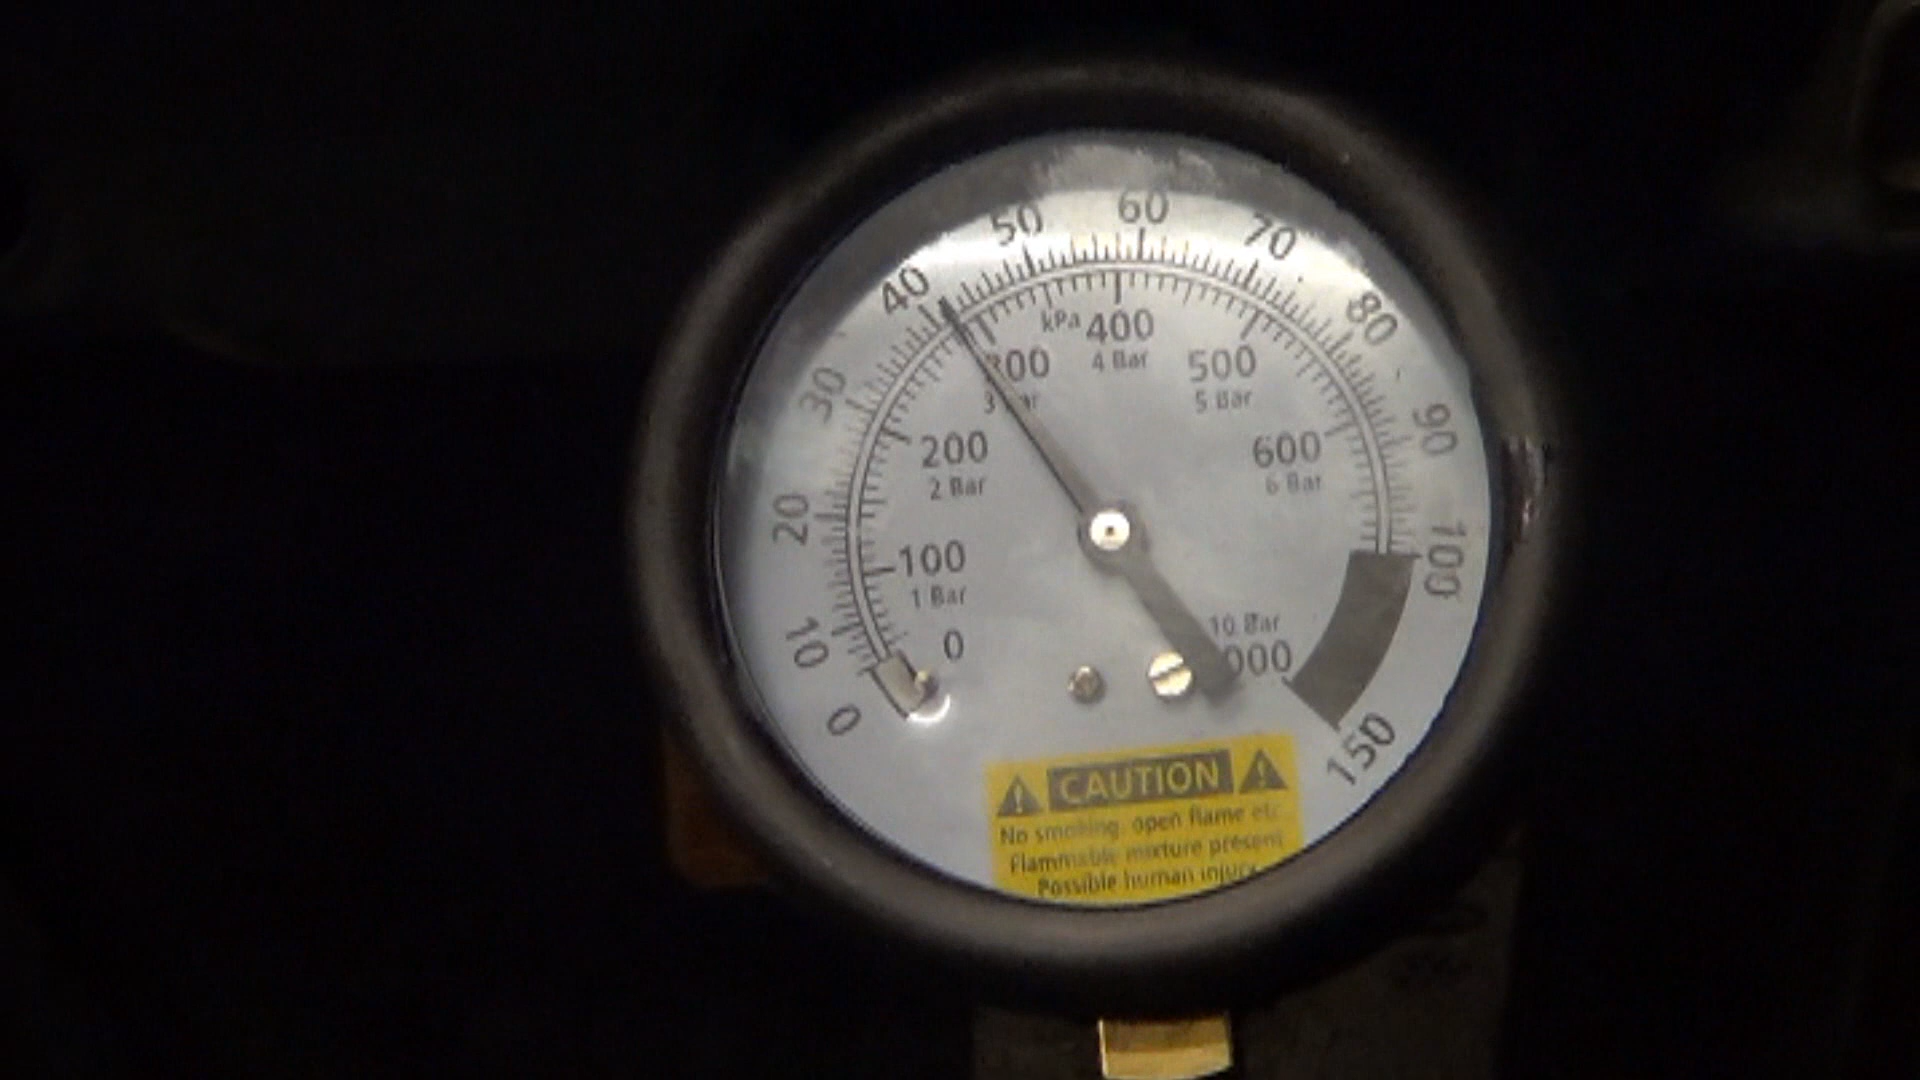 0
10
20
30
40
50
60
70
80
90
100
150
kPa
0
100
1 Bar
200
2 Bar
300
3 Bar
400
4 Bar
500
5 Bar
600
6 Bar
10 Bar
000
CAUTION
No smoking, open flame etc.
Flammable mixture present
Possible human injury